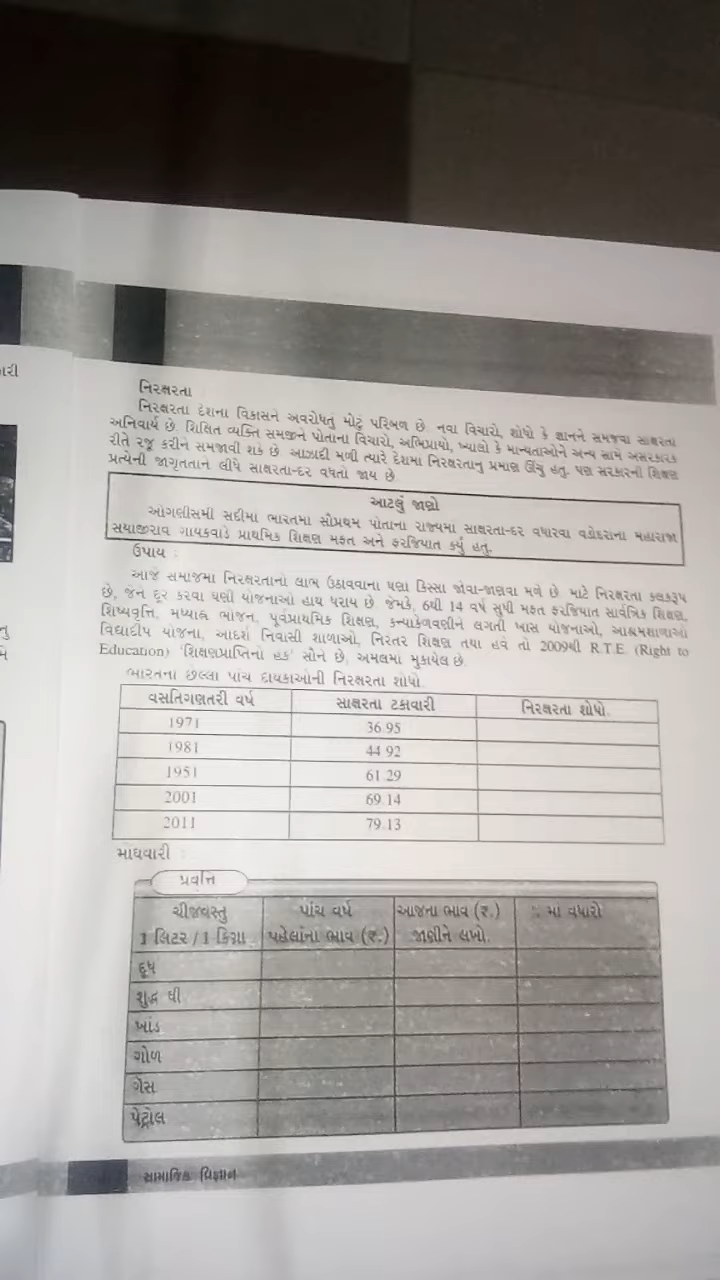 ારી
નિરક્ષરતા
નિરક્ષરતા દેશના વિકાસને અવરોધતું મોટું પરિબળ છે. નવા વિચારો, શોધો કે જ્ઞાનને સમજવા સાક્ષરતા
અનિવાર્ય છે. શિક્ષિત વ્યક્તિ સમજીને પોતાના વિચારો, અભિપ્રાયો, ખ્યાલો કે માન્યતાઓને અન્ય સામે અસરકારક
રીતે રજૂ કરીને સમજાવી શકે છે. આઝાદી મળી ત્યારે દેશમાં નિરક્ષરતાનું પ્રમાણ ઊંચુ હતુ. પણ સરકારની શિક્ષણ
પ્રત્યેની જાગૃતતાને લીધે સાક્ષરતા-દર વધતો જાય છે.
આટલું જાણો
ઓગણીસમી સદીમા ભારતમા સૌપ્રથમ પોતાના રાજ્યમા સાક્ષરતા-દર વધારવા વડોદરાના મહારાજા
સયાજીરાવ ગાયકવાડે પ્રાથમિક શિક્ષણ મફત અને ફરજિયાત કર્યું હતુ.
ઉપાય :
આજે સમાજમા નિરક્ષરતાનો લાભ ઉઠાવવાના ઘણા કિસ્સા જોવા-જાણવા મળે છે. માટે નિરક્ષરતા કલકરૂપ
છે, જેને દૂર કરવા ઘણી યોજનાઓ હાથ ધરાય છે. જેમકે, 6થી 14 વર્ષ સુધી મફત ફરજિયાત સાર્વત્રિક શિક્ષણ,
શિષ્યવૃત્તિ, મધ્યાહ્ન ભોજન, પૂર્વપ્રાથમિક શિક્ષણ, કન્યાકેળવણીને લગતી ખાસ યોજનાઓ, આશ્રમશાળાઓ
વિદ્યાદીપ યોજના, આદર્શ નિવાસી શાળાઓ, નિરતર શિક્ષણ તથા હવે તો 2009થી R.T.E. (Right to
Education) 'શિક્ષણપ્રાપ્તિનો હક' સૌને છે, અમલમાં મુકાયેલ છે.
ભારતના છેલ્લા પાંચ દાયકાઓની નિરક્ષરતા શોધો.
વસતિગણતરી વર્ષ સાક્ષરતા ટકાવારી નિરક્ષરતા શોધો.
1971 36.95
1981 44.92
1951 61.29
2001 69.14
2011 79.13
મોંઘવારી :
પ્રવૃત્તિ
ચીજવસ્તુ પાંચ વર્ષ આજના ભાવ (રૂ.) % મા વધારો
1 લિટર / 1 કિગ્રા. પહેલાંના ભાવ (રૂ.) જાણીને લખો.
દૂધ
શુદ્ધ ઘી
ખાંડ
ગોળ
ગેસ
પેટ્રોલ
સામાજિક વિજ્ઞાન